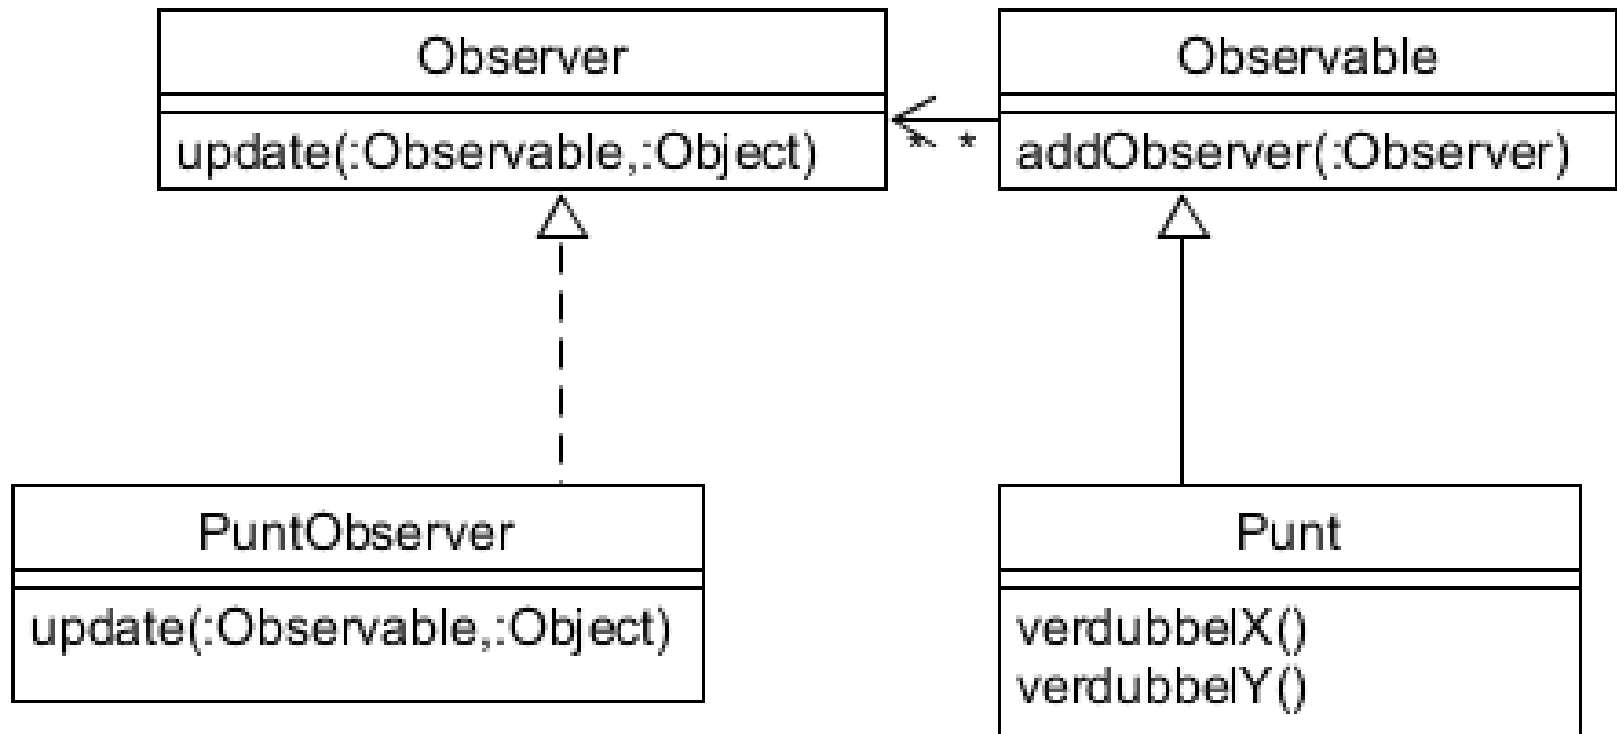 Observer
update(:Observable,:Object)
* *
Observable
addObserver(:Observer)
PuntObserver
update(:Observable,:Object)
Punt
verdubbelX()
verdubbelY()